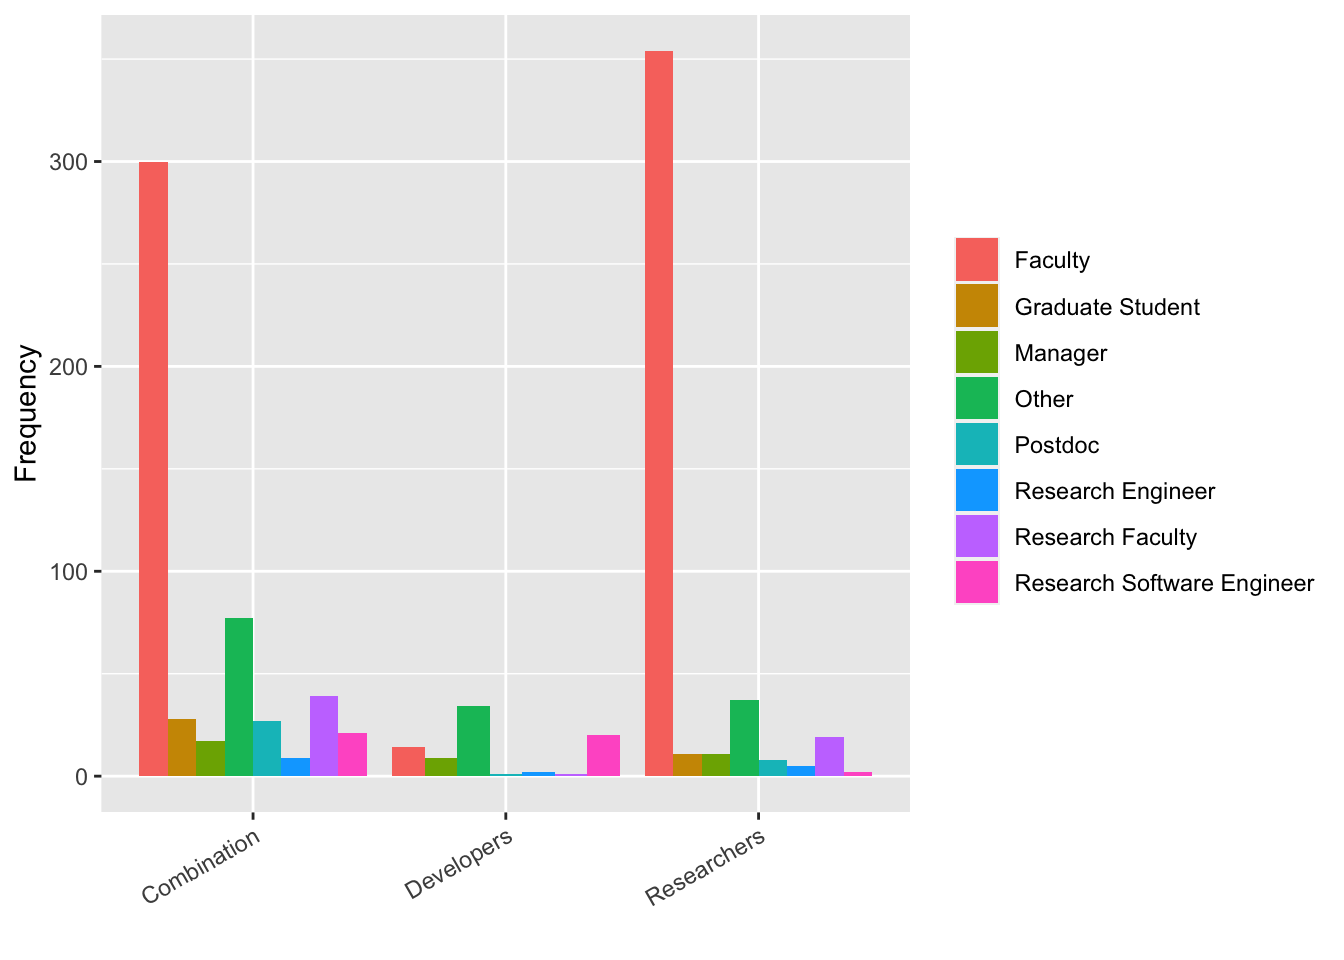 Frequency
300
200
100
0
Combination
Developers
Researchers
Faculty
Graduate Student
Manager
Other
Postdoc
Research Engineer
Research Faculty
Research Software Engineer